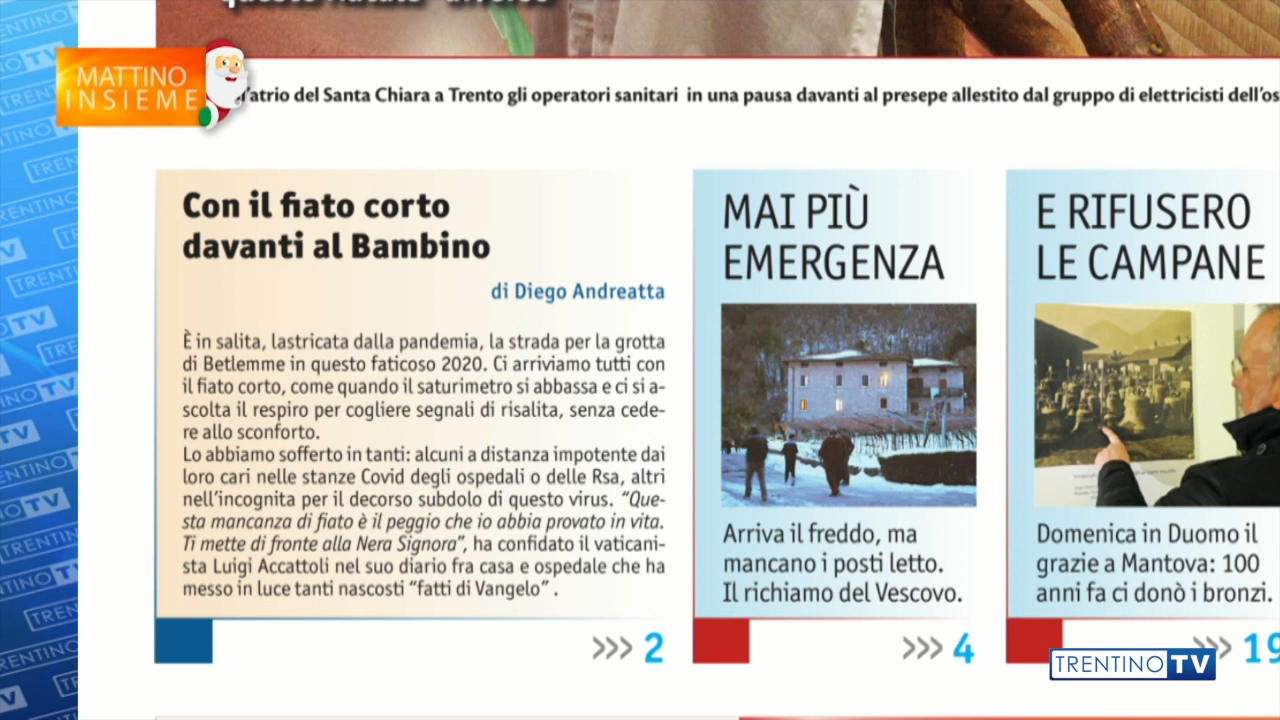 MATTINO
INSIEME
atrio del Santa Chiara a Trento gli operatori sanitari in una pausa davanti al presepe allestito dal gruppo di elettricisti dell'os
Con il fiato corto
davanti al Bambino
di Diego Andreatta
È in salita, lastricata dalla pandemia, la strada per la grotta
di Betlemme in questo faticoso 2020. Ci arriviamo tutti con
il fiato corto, come quando il saturimetro si abbassa e ci si a-
scolta il respiro per cogliere segnali di risalita, senza cede-
re allo sconforto.
Lo abbiamo sofferto in tanti: alcuni a distanza impotente dai
loro cari nelle stanze Covid degli ospedali o delle Rsa, altri
nell'incognita per il decorso subdolo di questo virus. "Que-
sta mancanza di fiato è il peggio che io abbia provato in vita.
Ti mette di fronte alla Nera Signora", ha confidato il vaticani-
sta Luigi Accattoli nel suo diario fra casa e ospedale che ha
messo in luce tanti nascosti "fatti di Vangelo" .
>>> 2
MAI PIÙ
EMERGENZA
Arriva il freddo, ma
mancano i posti letto.
Il richiamo del Vescovo.
>>> 4
E RIFUSERO
LE CAMPANE
Domenica in Duomo il
grazie a Mantova: 100
anni fa ci donò i bronzi.
>>> 19
TRENTINO TV